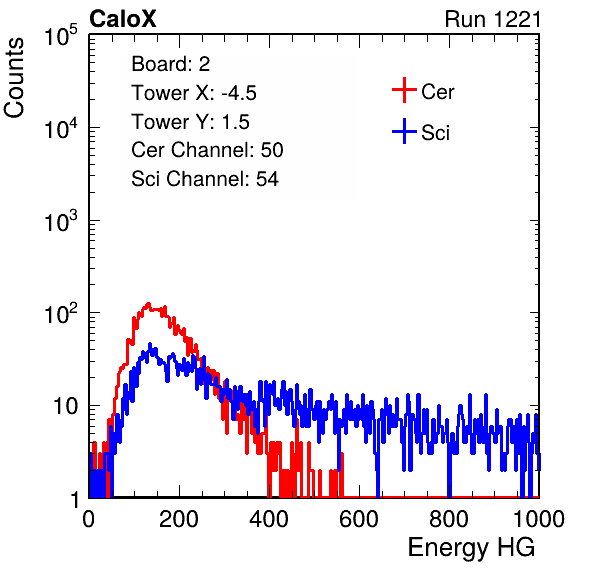 CaloX Run 1221
Counts
10^5
10^4
10^3
10^2
10
1
Board: 2
Tower X: -4.5
Tower Y: 1.5
Cer Channel: 50
Sci Channel: 54
Cer
Sci
0 200 400 600 800 1000
Energy HG